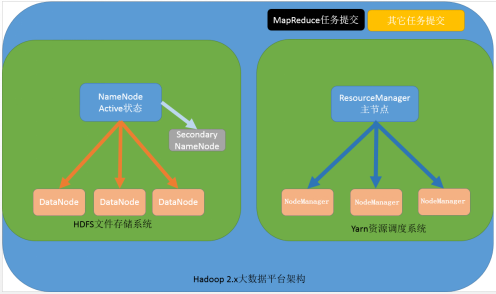 MapReduce任务提交
其它任务提交
NameNode
Active状态
Secondary
NameNode
DataNode
DataNode
DataNode
HDFS文件存储系统
ResourceManager
主节点
NodeManager
NodeManager
NodeManager
Yarn资源调度系统
Hadoop 2.x大数据平台架构